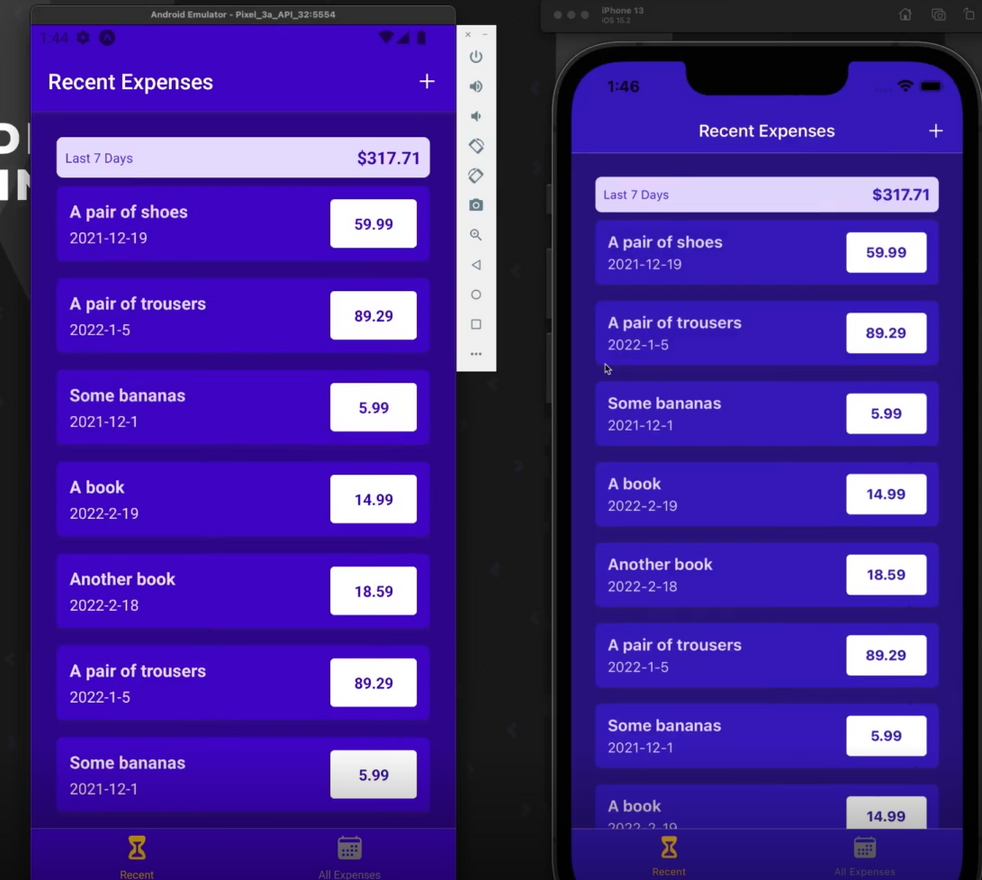 Android Emulator - Pixel_3a_API_32:5554
1:44
Recent Expenses
+
Last 7 Days
$317.71
A pair of shoes
59.99
2021-12-19
A pair of trousers
89.29
2022-1-5
Some bananas
5.99
2021-12-1
A book
14.99
2022-2-19
Another book
18.59
2022-2-18
A pair of trousers
89.29
2022-1-5
Some bananas
5.99
2021-12-1
Recent
All Expenses
iPhone 13
iOS 15.2
1:46
Recent Expenses
+
Last 7 Days
$317.71
A pair of shoes
59.99
2021-12-19
A pair of trousers
89.29
2022-1-5
Some bananas
5.99
2021-12-1
A book
14.99
2022-2-19
Another book
18.59
2022-2-18
A pair of trousers
89.29
2022-1-5
Some bananas
5.99
2021-12-1
A book
14.99
2022-2-19
Recent
All Expenses